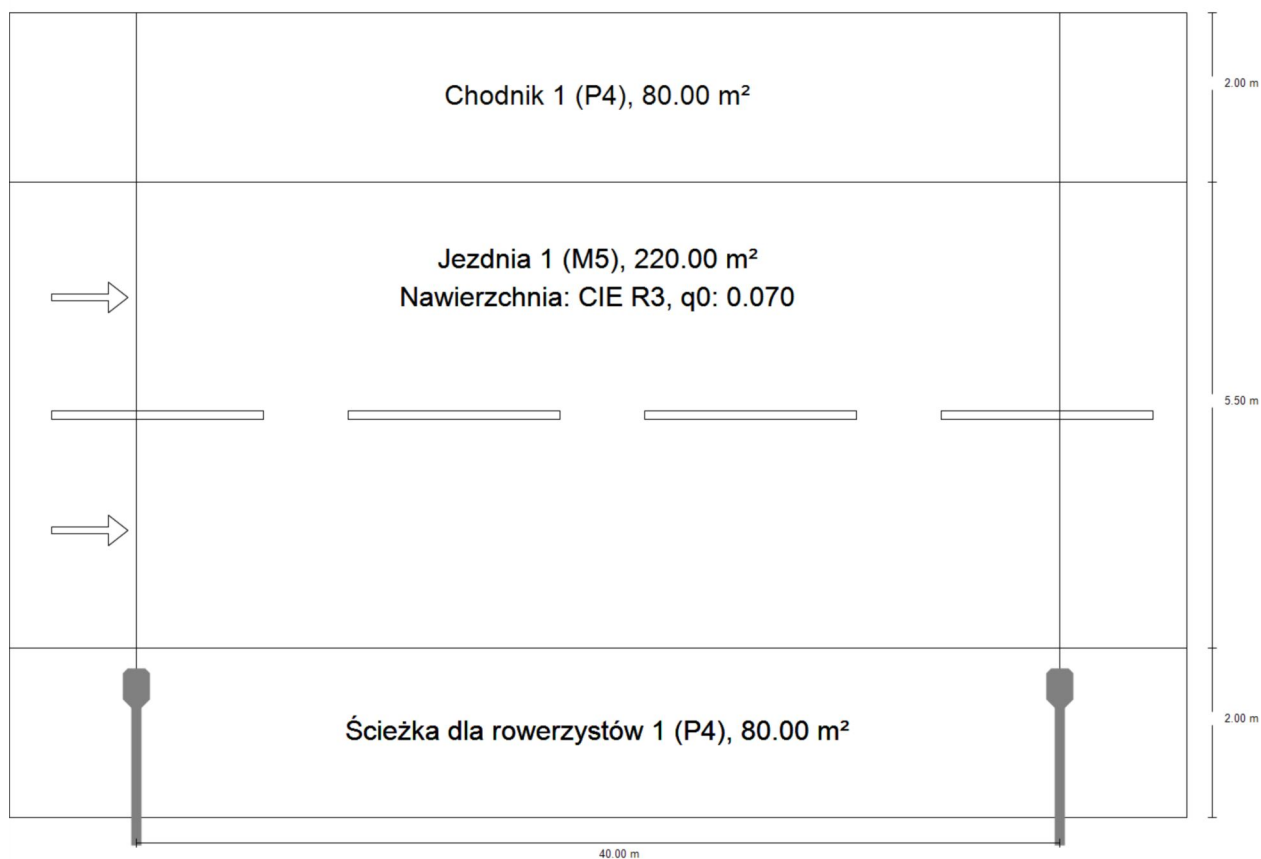 Chodnik 1 (P4), 80.00 m²
2.00 m
Jezdnia 1 (M5), 220.00 m²
Nawierzchnia: CIE R3, q0: 0.070
5.50 m
Ścieżka dla rowerzystów 1 (P4), 80.00 m²
2.00 m
40.00 m